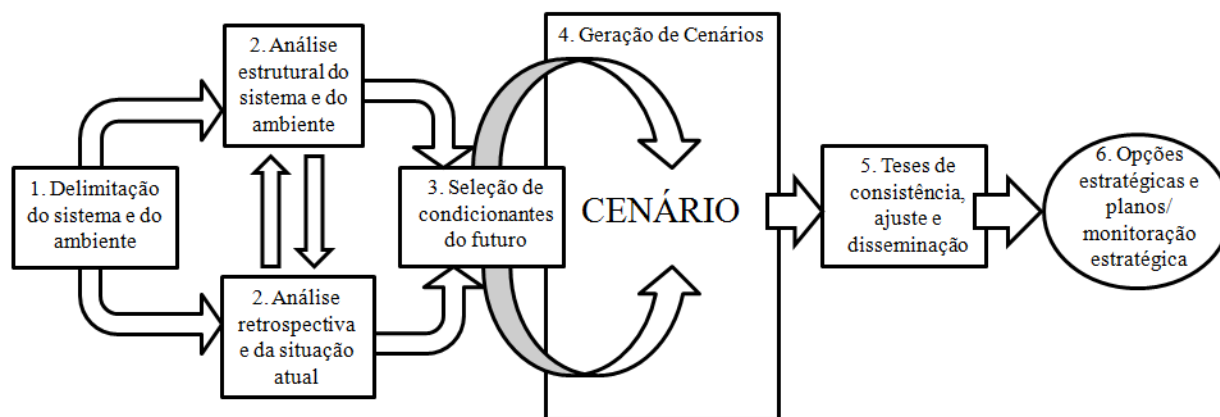 1. Delimitação
do sistema e do
ambiente
2. Análise
estrutural do
sistema e do
ambiente
2. Análise
retrospectiva
e da situação
atual
3. Seleção de
condicionantes
do futuro
4. Geração de Cenários
CENÁRIO
5. Teses de
consistência,
ajuste e
disseminação
6. Opções
estratégicas e
planos/
monitoração
estratégica